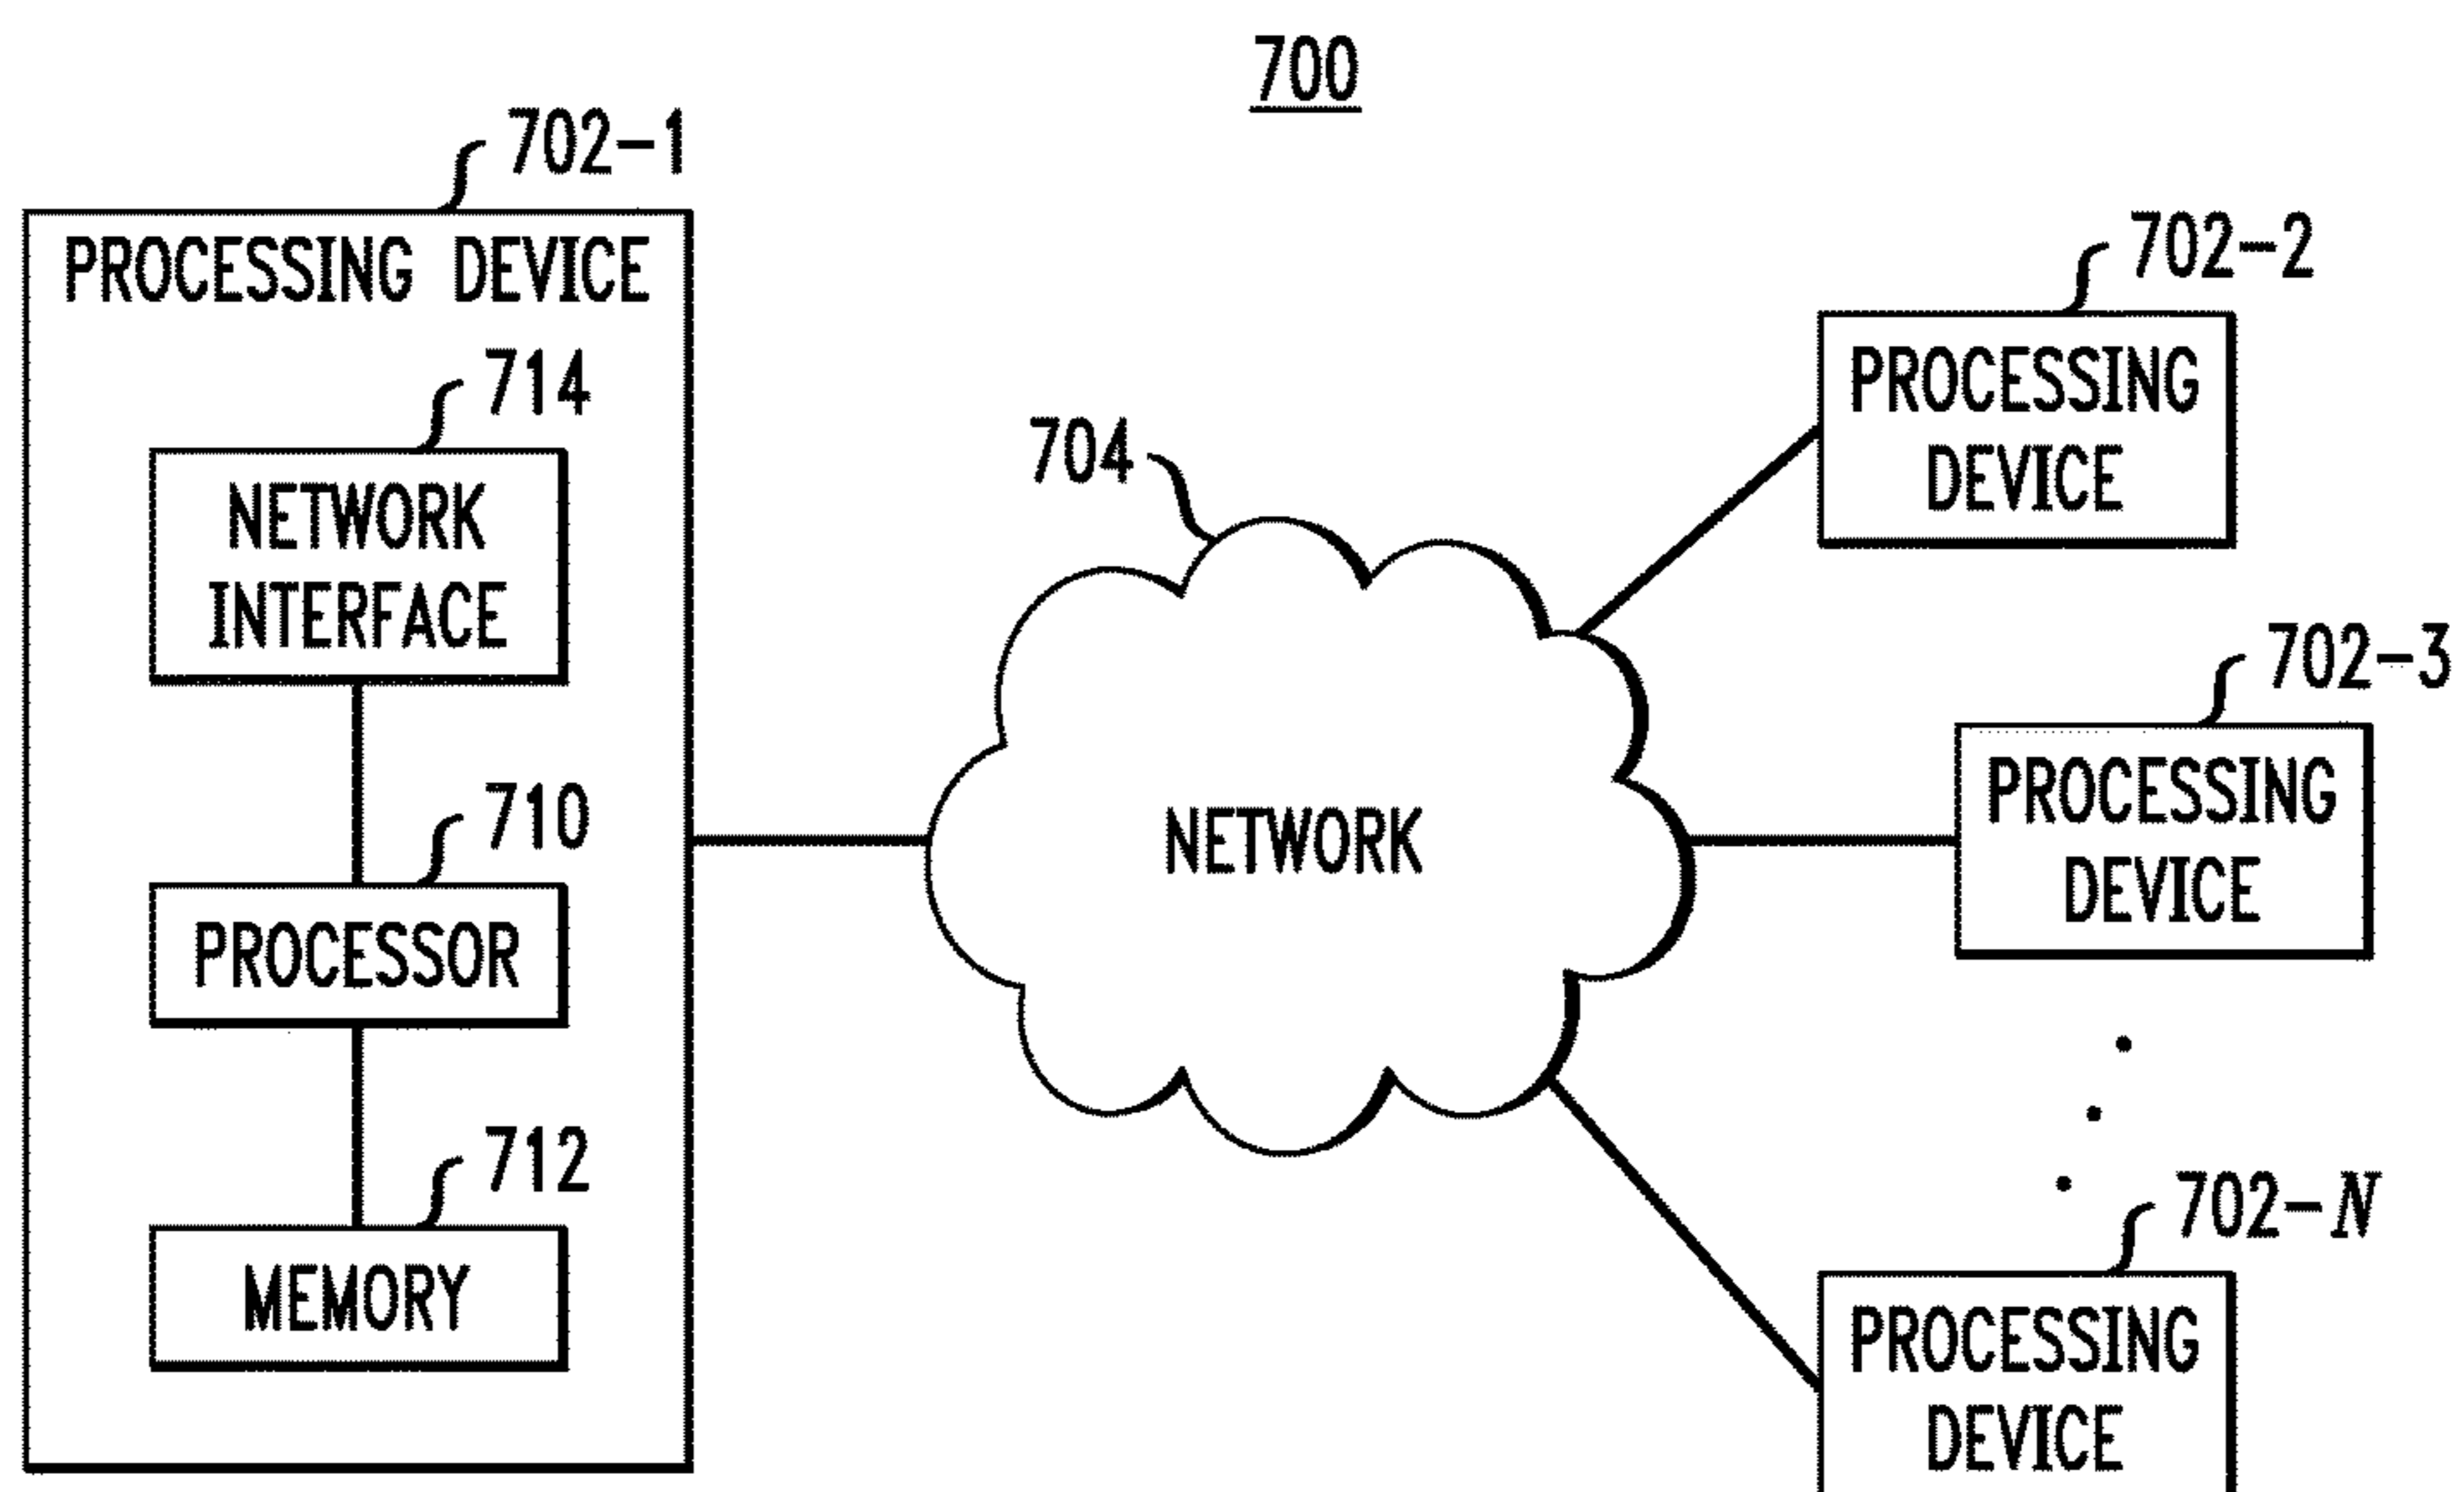 700
702-1
PROCESSING DEVICE
714
NETWORK
INTERFACE
710
PROCESSOR
712
MEMORY
704
NETWORK
702-2
PROCESSING
DEVICE
702-3
PROCESSING
DEVICE
702-N
PROCESSING
DEVICE